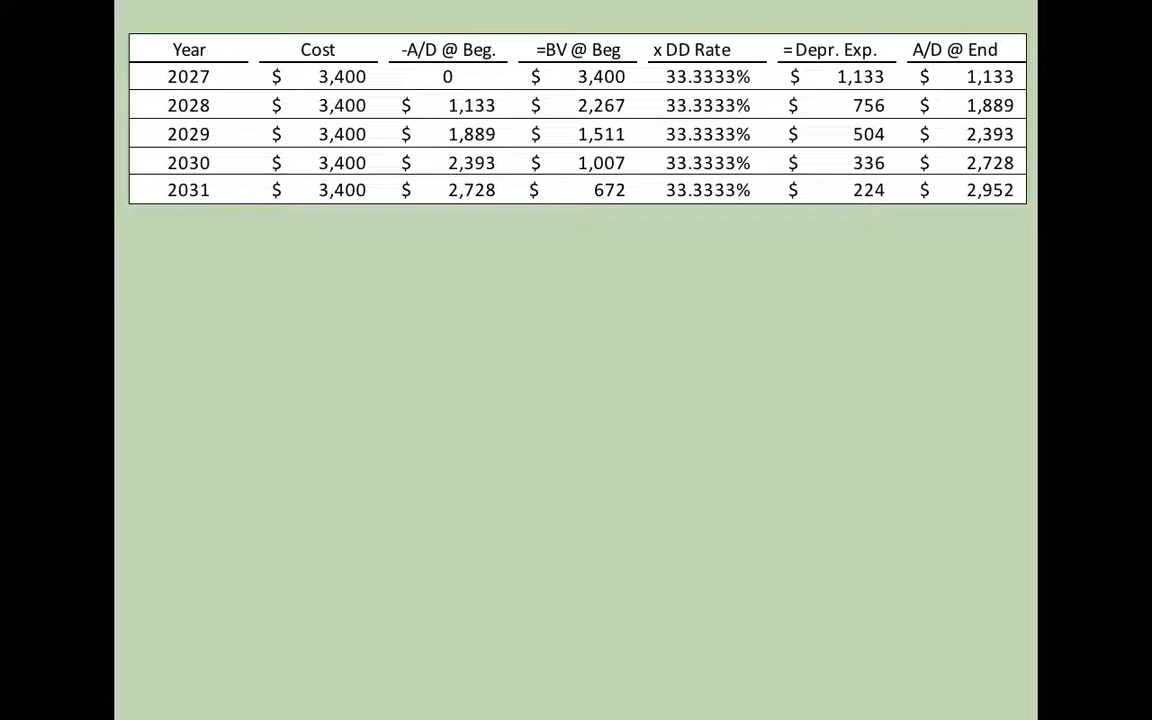 Year Cost -A/D @ Beg. =BV @ Beg x DD Rate = Depr. Exp. A/D @ End
2027 $ 3,400 0 $ 3,400 33.3333% $ 1,133 $ 1,133
2028 $ 3,400 $ 1,133 $ 2,267 33.3333% $ 756 $ 1,889
2029 $ 3,400 $ 1,889 $ 1,511 33.3333% $ 504 $ 2,393
2030 $ 3,400 $ 2,393 $ 1,007 33.3333% $ 336 $ 2,728
2031 $ 3,400 $ 2,728 $ 672 33.3333% $ 224 $ 2,952